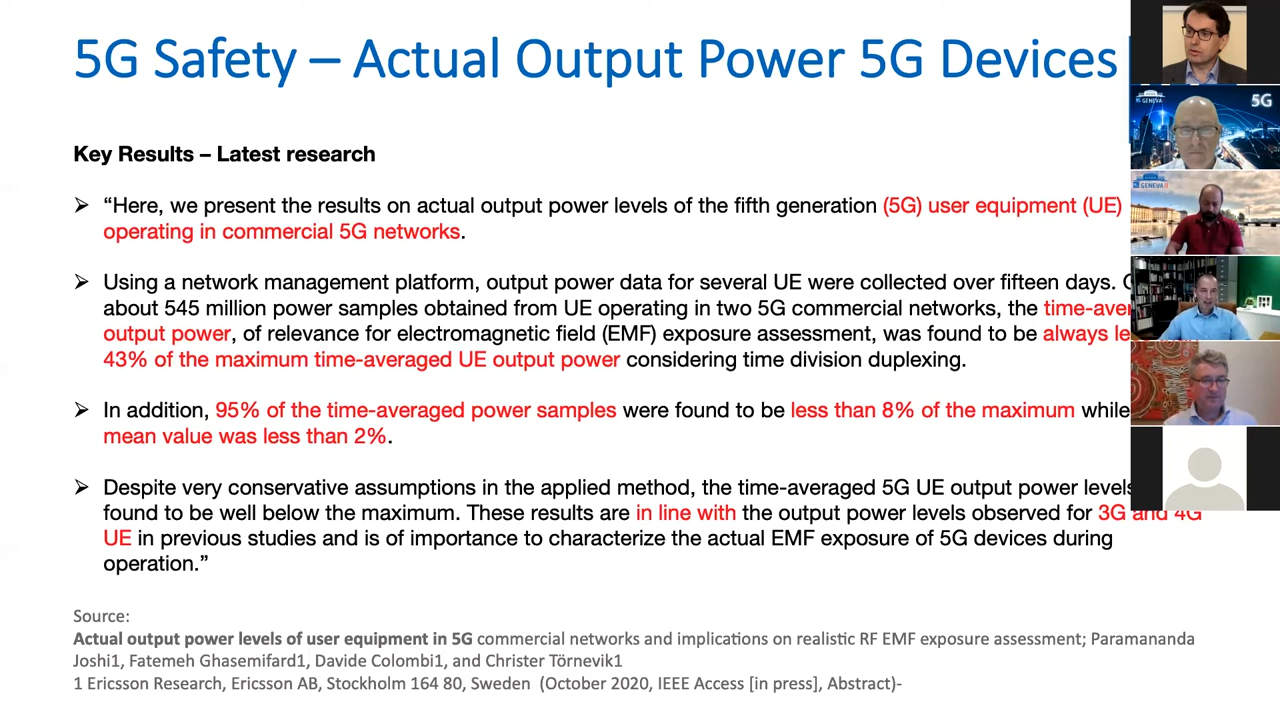 5G Safety – Actual Output Power 5G Devices
Key Results – Latest research
➢ “Here, we present the results on actual output power levels of the fifth generation (5G) user equipment (UE)
operating in commercial 5G networks.
➢ Using a network management platform, output power data for several UE were collected over fifteen days.
about 545 million power samples obtained from UE operating in two 5G commercial networks, the
output power, of relevance for electromagnetic field (EMF) exposure assessment, was found to be always
43% of the maximum time-averaged UE output power considering time division duplexing.
➢ In addition, 95% of the time-averaged power samples were found to be less than 8% of the maximum while
mean value was less than 2%.
➢ Despite very conservative assumptions in the applied method, the time-averaged 5G UE output power levels
found to be well below the maximum. These results are in line with the output power levels observed for 3G and 4G
UE in previous studies and is of importance to characterize the actual EMF exposure of 5G devices during
operation.”
Source:
Actual output power levels of user equipment in 5G commercial networks and implications on realistic RF EMF exposure assessment; Paramananda
Joshi1, Fatemeh Ghasemifard1, Davide Colombi1, and Christer Törnevik1
1 Ericsson Research, Ericsson AB, Stockholm 164 80, Sweden (October 2020, IEEE Access [in press], Abstract)-
GENEVA
5G
GENEVA